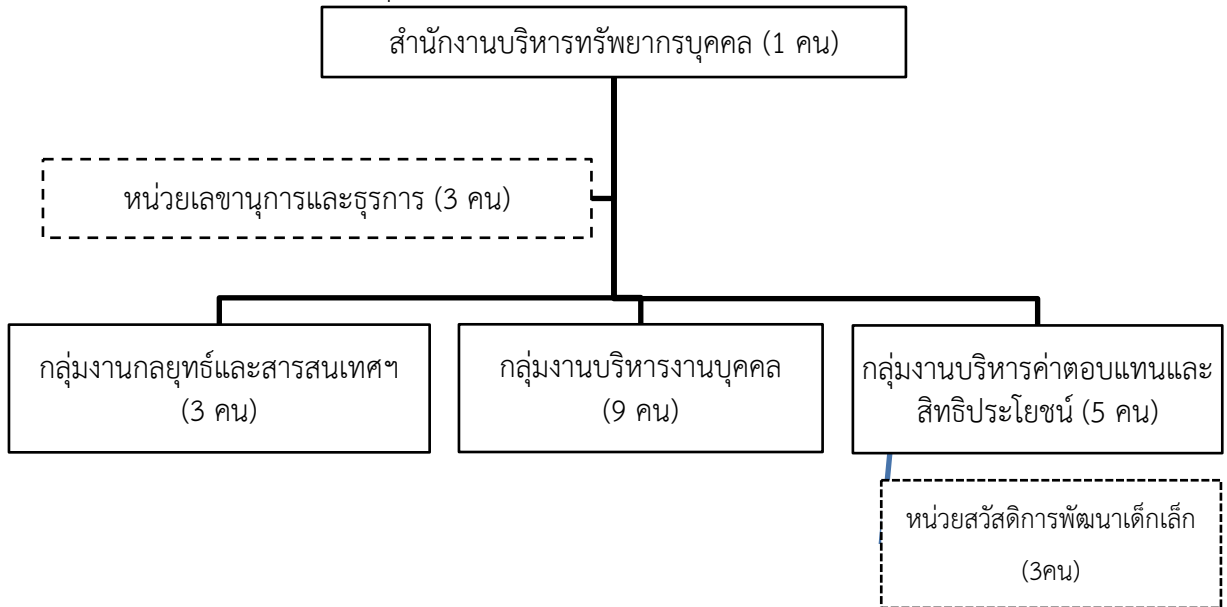 สำนักงานบริหารทรัพยากรบุคคล (1 คน)
หน่วยเลขานุการและธุรการ (3 คน)
กลุ่มงานกลยุทธ์และสารสนเทศฯ
(3 คน)
กลุ่มงานบริหารงานบุคคล
(9 คน)
กลุ่มงานบริหารค่าตอบแทนและ
สิทธิประโยชน์ (5 คน)
หน่วยสวัสดิการพัฒนาเด็กเล็ก
(3คน)